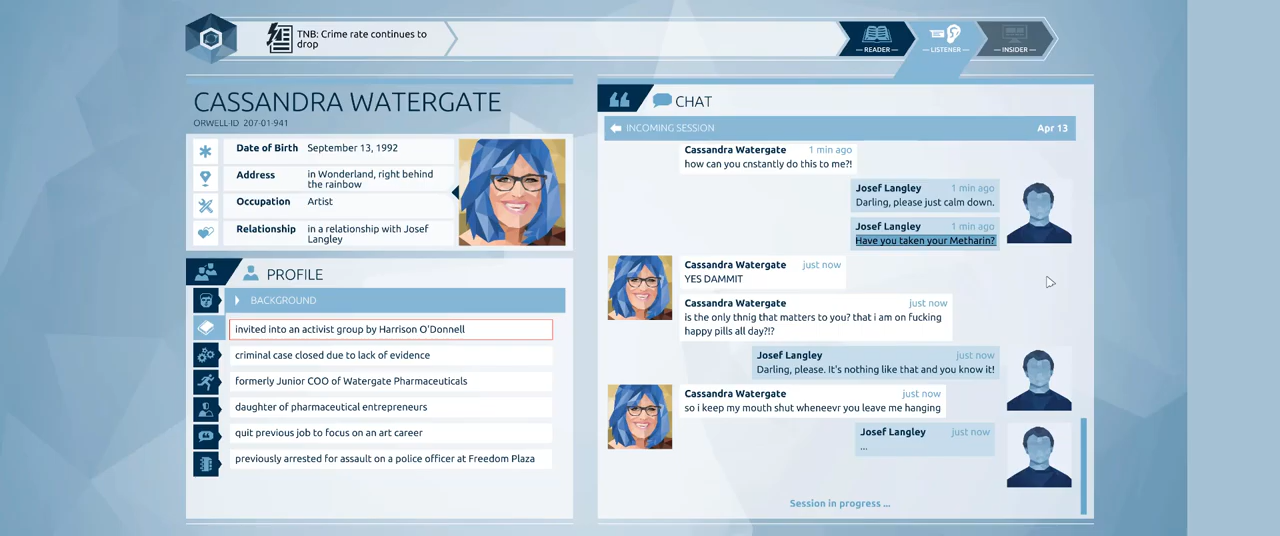 TNB: Crime rate continues to
drop
— READER —
— LISTENER —
— INSIDER —
CASSANDRA WATERGATE
ORWELL-ID 207-01-941
Date of Birth September 13, 1992
Address in Wonderland, right behind
the rainbow
Occupation Artist
Relationship in a relationship with Josef
Langley
PROFILE
BACKGROUND
invited into an activist group by Harrison O'Donnell
criminal case closed due to lack of evidence
formerly Junior COO of Watergate Pharmaceuticals
daughter of pharmaceutical entrepreneurs
quit previous job to focus on an art career
previously arrested for assault on a police officer at Freedom Plaza
CHAT
INCOMING SESSION Apr 13
Cassandra Watergate 1 min ago
how can you cnstantly do this to me?!
Josef Langley 1 min ago
Darling, please just calm down.
Josef Langley 1 min ago
Have you taken your Metharin?
Cassandra Watergate just now
YES DAMMIT
Cassandra Watergate just now
is the only thnig that matters to you? that i am on fucking
happy pills all day?!?
Josef Langley just now
Darling, please. It's nothing like that and you know it!
Cassandra Watergate just now
so i keep my mouth shut wheneevr you leave me hanging
Josef Langley just now
...
Session in progress ...